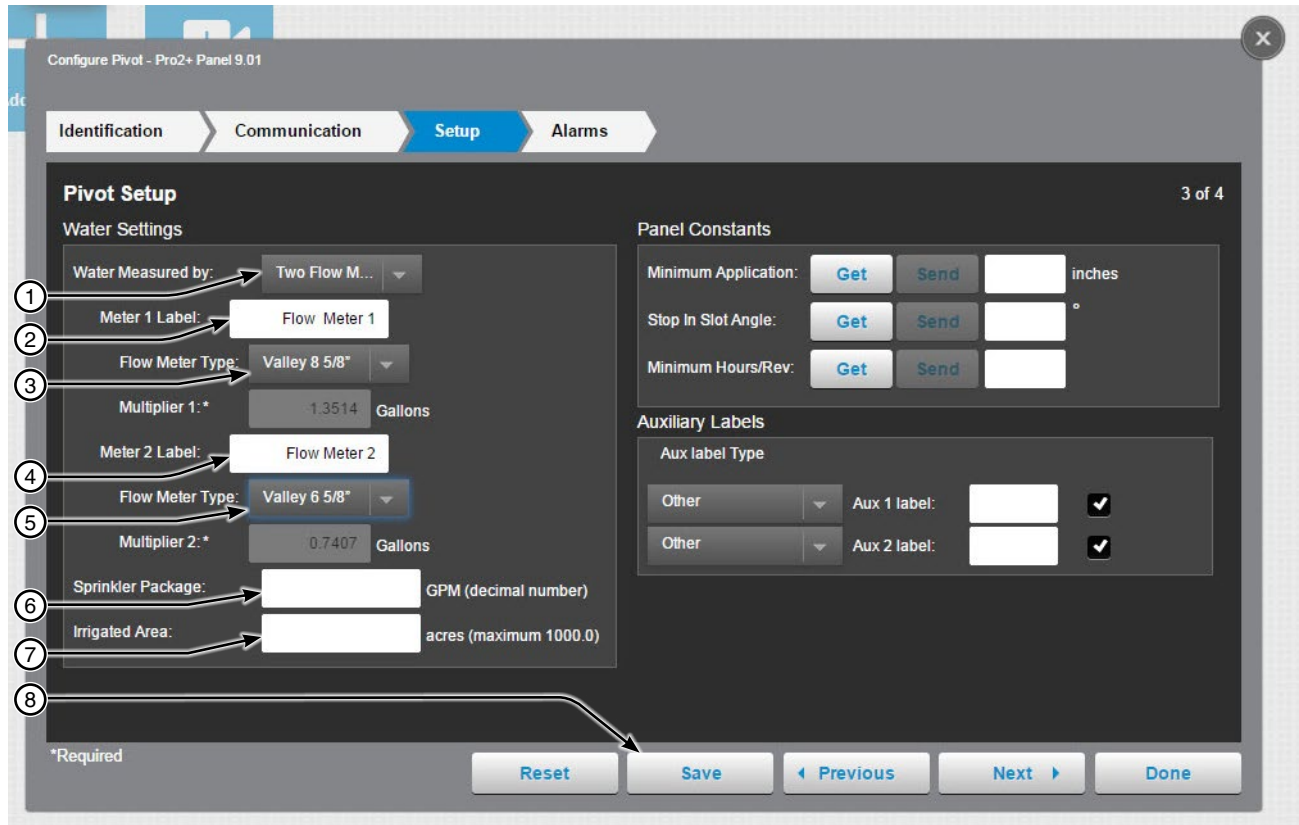 Configure Pivot - Pro2+ Panel 9.01
Identification Communication Setup Alarms
Pivot Setup 3 of 4
Water Settings
Water Measured by: Two Flow M...
Meter 1 Label: Flow Meter 1
Flow Meter Type: Valley 8 5/8"
Multiplier 1:* 1.3514 Gallons
Meter 2 Label: Flow Meter 2
Flow Meter Type: Valley 6 5/8"
Multiplier 2:* 0.7407 Gallons
Sprinkler Package: GPM (decimal number)
Irrigated Area: acres (maximum 1000.0)
1
2
3
4
5
6
7
8
Panel Constants
Minimum Application: Get Send inches
Stop In Slot Angle: Get Send °
Minimum Hours/Rev: Get Send
Auxiliary Labels
Aux label Type
Other Aux 1 label:
Other Aux 2 label:
*Required
Reset Save Previous Next Done